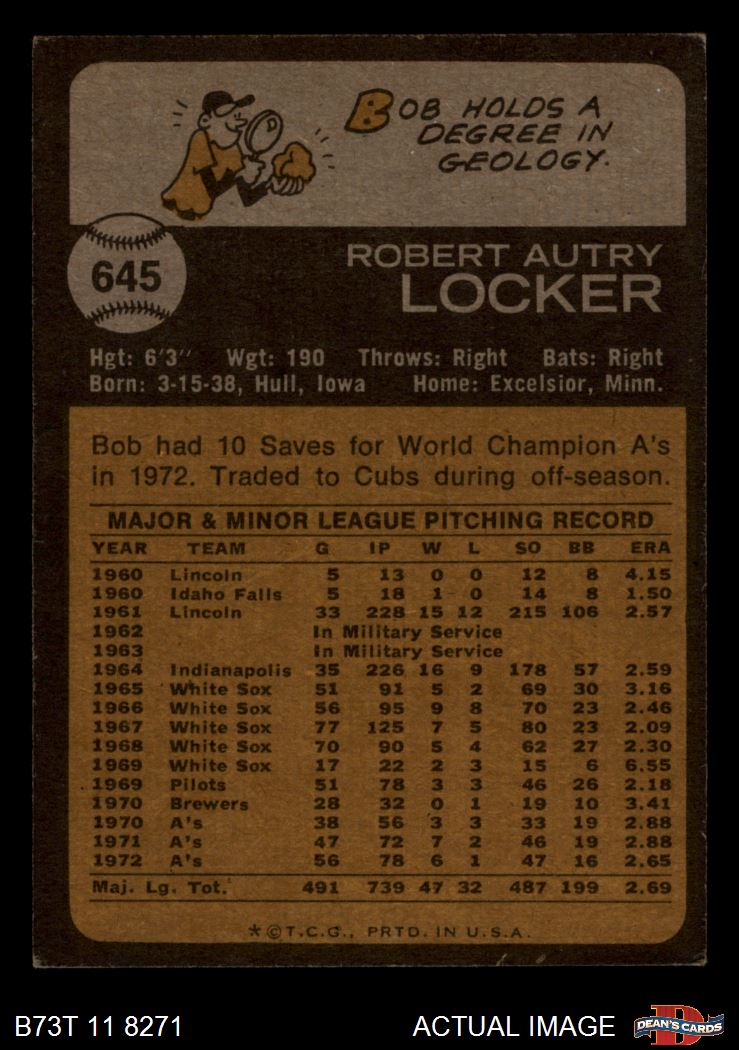 BOB HOLDS A
DEGREE IN
GEOLOGY.
645
ROBERT AUTRY
LOCKER
Hgt: 6'3" Wgt: 190 Throws: Right Bats: Right
Born: 3-15-38, Hull, Iowa Home: Excelsior, Minn.
Bob had 10 Saves for World Champion A's
in 1972. Traded to Cubs during off-season.
MAJOR & MINOR LEAGUE PITCHING RECORD
YEAR TEAM G IP W L SO BB ERA
1960 Lincoln 5 13 0 0 12 8 4.15
1960 Idaho Falls 5 18 1 0 14 8 1.50
1961 Lincoln 33 228 15 12 215 106 2.57
1962 In Military Service
1963 In Military Service
1964 Indianapolis 35 226 16 9 178 57 2.59
1965 White Sox 51 91 5 2 69 30 3.16
1966 White Sox 56 95 9 8 70 23 2.46
1967 White Sox 77 125 7 5 80 23 2.09
1968 White Sox 70 90 5 4 62 27 2.30
1969 White Sox 17 22 2 3 15 6 6.55
1969 Pilots 51 78 3 3 46 26 2.18
1970 Brewers 28 32 0 1 19 10 3.41
1970 A's 38 56 3 3 33 19 2.88
1971 A's 47 72 7 2 46 19 2.88
1972 A's 56 78 6 1 47 16 2.65
Maj. Lg. Tot. 491 739 47 32 487 199 2.69
*©T.C.G., PRTD. IN U.S.A.
B73T 11 8271 ACTUAL IMAGE DEAN'S CARDS